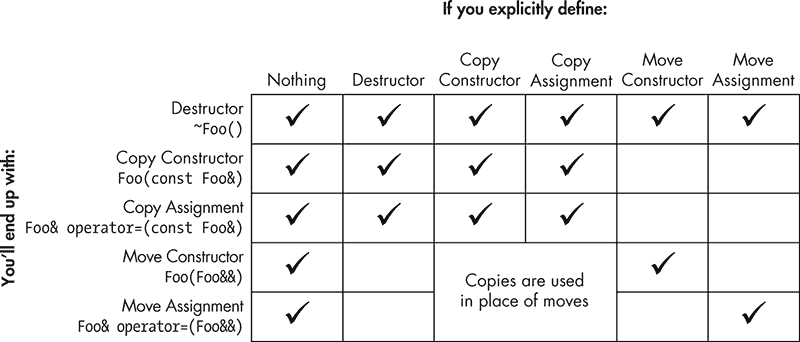 If you explicitly define:
Nothing
Destructor
Copy
Constructor
Copy
Assignment
Move
Constructor
Move
Assignment
You'll end up with:
Destructor
~Foo()
✓ ✓ ✓ ✓ ✓ ✓
Copy Constructor
Foo(const Foo&)
✓ ✓ ✓ ✓
Copy Assignment
Foo& operator=(const Foo&)
✓ ✓ ✓ ✓
Move Constructor
Foo(Foo&&)
✓ ✓
Move Assignment
Foo& operator=(Foo&&)
✓ ✓
Copies are used
in place of moves